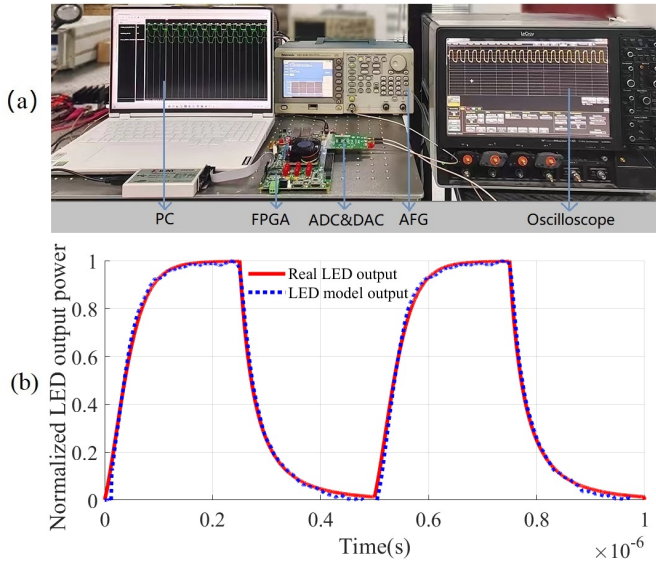 (a)
LeCroy
PC
FPGA
ADC&DAC
AFG
Oscilloscope
(b)
Normalized LED output power
1
0.8
0.6
0.4
0.2
0
Real LED output
LED model output
0
0.2
0.4
0.6
0.8
1
Time(s)
×10-6